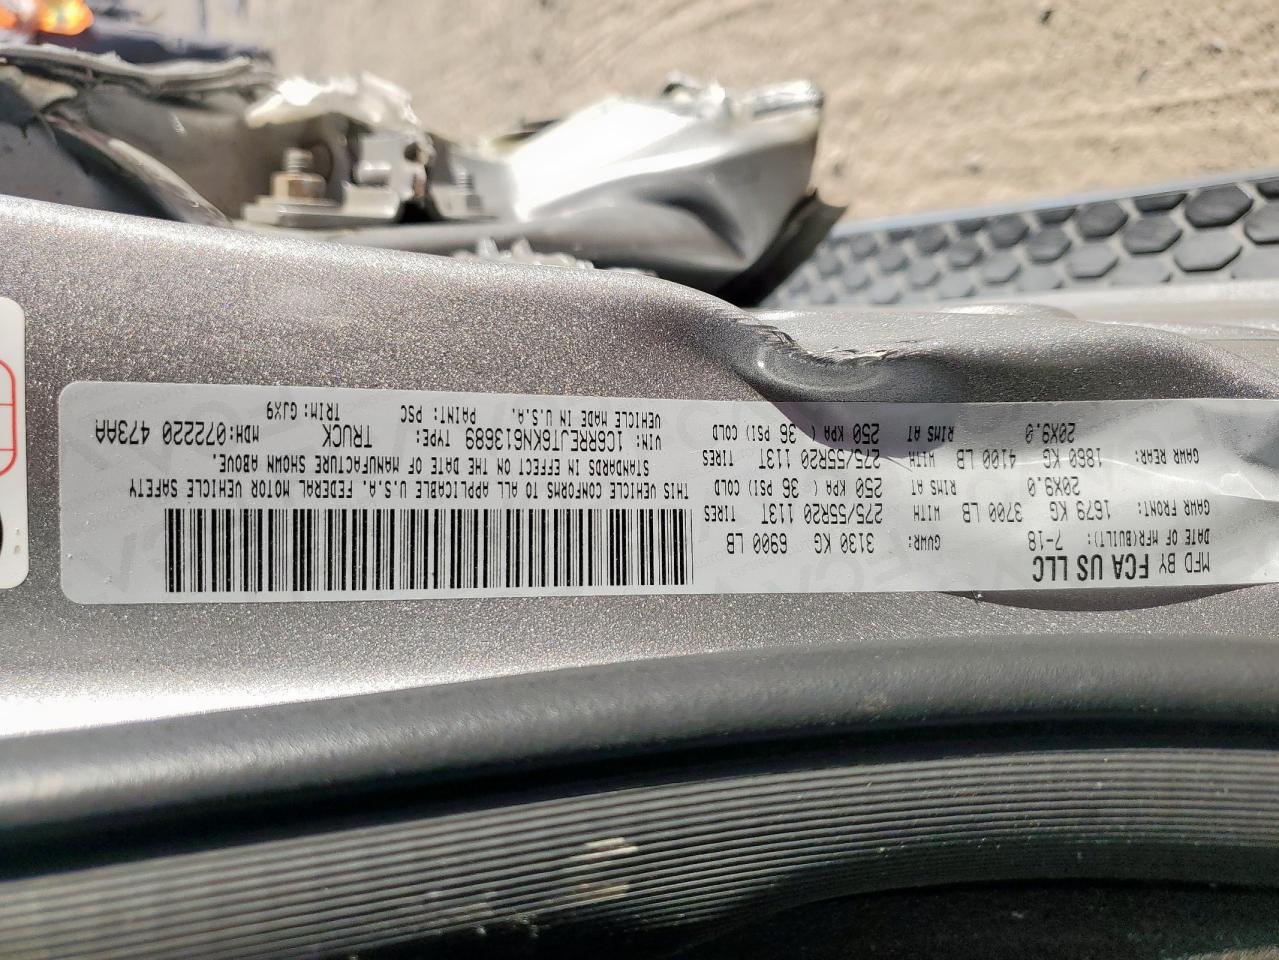 MFD BY FCA US LLC
DATE OF MFR(BUILT): 7-18 GVWR: 3130 KG 6900 LB
GAWR FRONT: 1679 KG 3700 LB WITH 275/55R20 113T TIRES
20X9.0 RIMS AT 250 KPA ( 36 PSI) COLD
GAWR REAR: 1860 KG 4100 LB WITH 275/55R20 113T TIRES
20X9.0 RIMS AT 250 KPA ( 36 PSI) COLD
THIS VEHICLE CONFORMS TO ALL APPLICABLE U.S.A. FEDERAL MOTOR VEHICLE SAFETY
STANDARDS IN EFFECT ON THE DATE OF MANUFACTURE SHOWN ABOVE.
VIN: 1C6RREJT6KN613689 TYPE: TRUCK MDH:072220 473AA
VEHICLE MADE IN U.S.A. PAINT: PSC TRIM: GJX9